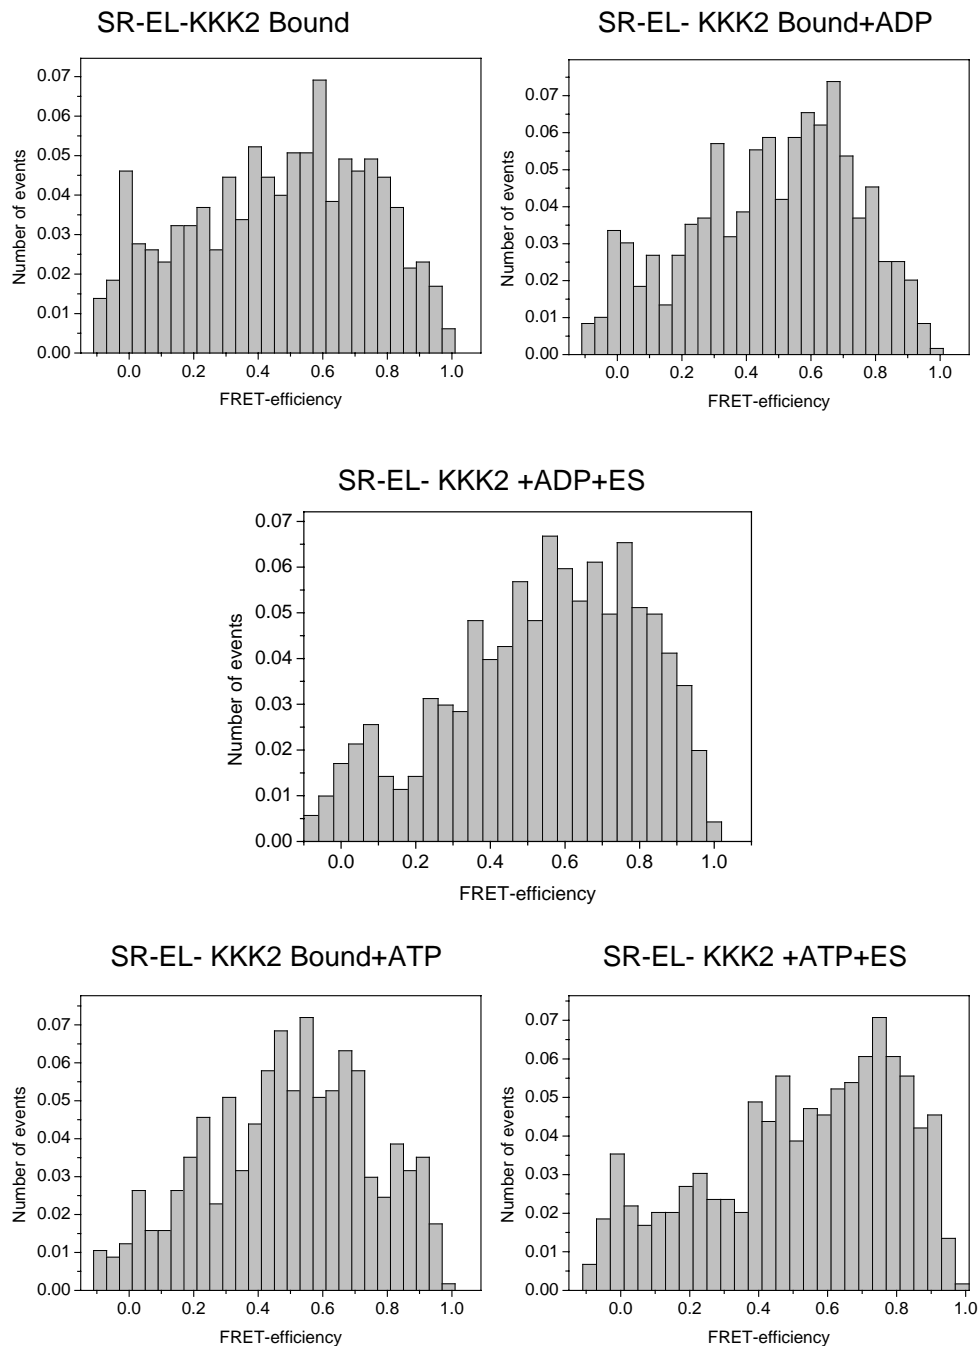 SR-EL-KKK2 Bound
SR-EL- KKK2 Bound+ADP
Number of events
0.07
0.06
0.05
0.04
0.03
0.02
0.01
0.00
0.0 0.2 0.4 0.6 0.8 1.0
FRET-efficiency
Number of events
0.07
0.06
0.05
0.04
0.03
0.02
0.01
0.00
0.0 0.2 0.4 0.6 0.8 1.0
FRET-efficiency
SR-EL- KKK2 +ADP+ES
Number of events
0.07
0.06
0.05
0.04
0.03
0.02
0.01
0.00
0.0 0.2 0.4 0.6 0.8 1.0
FRET-efficiency
SR-EL- KKK2 Bound+ATP
SR-EL- KKK2 +ATP+ES
Number of events
0.07
0.06
0.05
0.04
0.03
0.02
0.01
0.00
0.0 0.2 0.4 0.6 0.8 1.0
FRET-efficiency
Number of events
0.07
0.06
0.05
0.04
0.03
0.02
0.01
0.00
0.0 0.2 0.4 0.6 0.8 1.0
FRET-efficiency